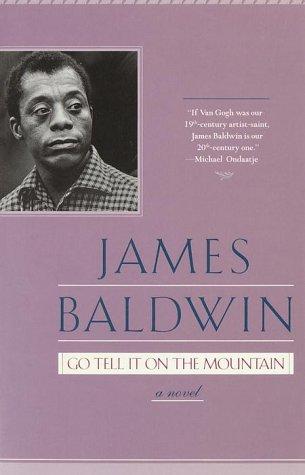 "If Van Gogh was our
19th-century artist-saint,
James Baldwin is our
20th-century one."
—Michael Ondaatje
JAMES
BALDWIN
GO TELL IT ON THE MOUNTAIN
a novel